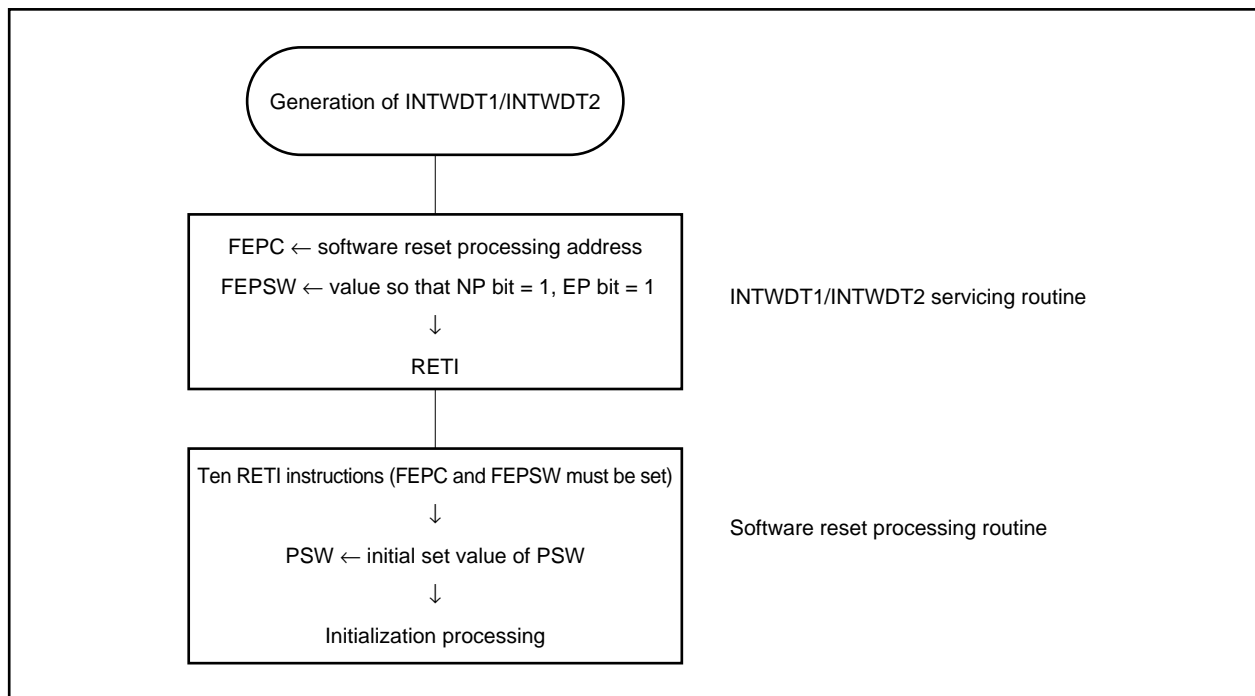 Generation of INTWDT1/INTWDT2
FEPC ← software reset processing address
FEPSW ← value so that NP bit = 1, EP bit = 1
↓
RETI
INTWDT1/INTWDT2 servicing routine
Ten RETI instructions (FEPC and FEPSW must be set)
↓
PSW ← initial set value of PSW
↓
Initialization processing
Software reset processing routine